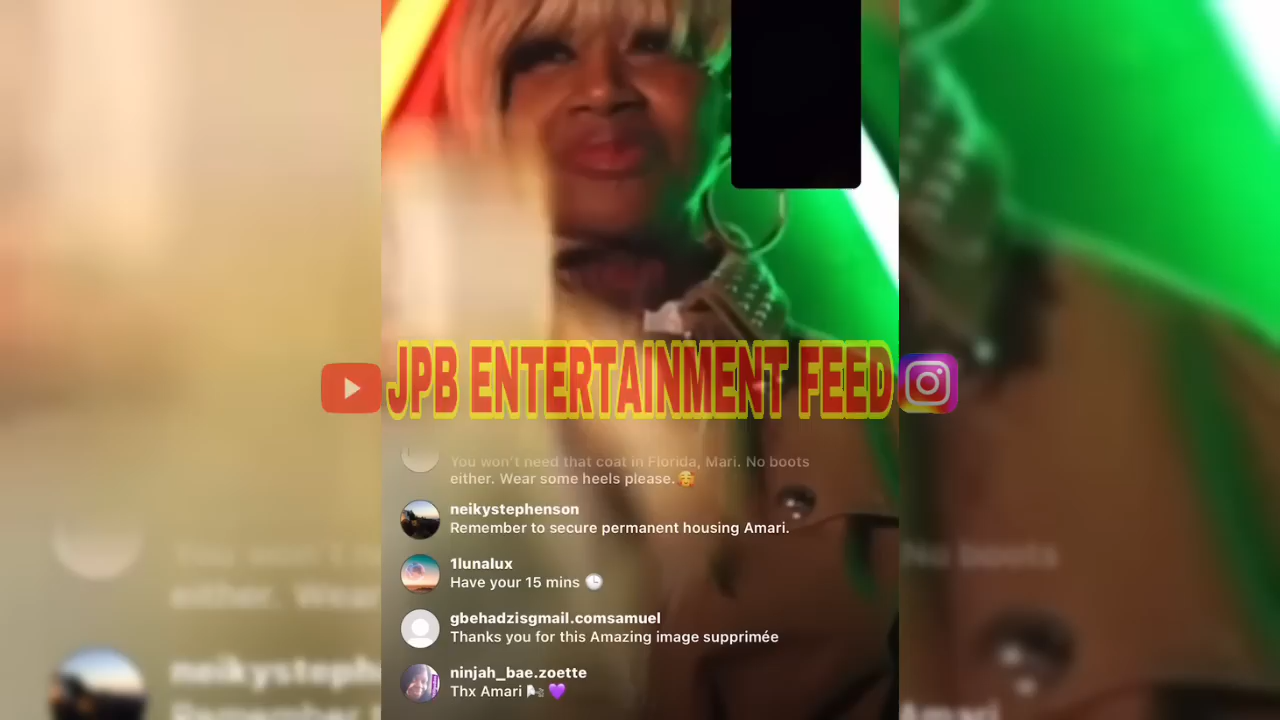 JPB ENTERTAINMENT FEED
You won't need that coat in Florida, Mari. No boots
either. Wear some heels please.🥰
neikystephenson
Remember to secure permanent housing Amari.
1lunalux
Have your 15 mins 🕒
gbehadzisgmail.comsamuel
Thanks you for this Amazing image supprimée
ninjah_bae.zoette
Thx Amari 🌬️ 💜